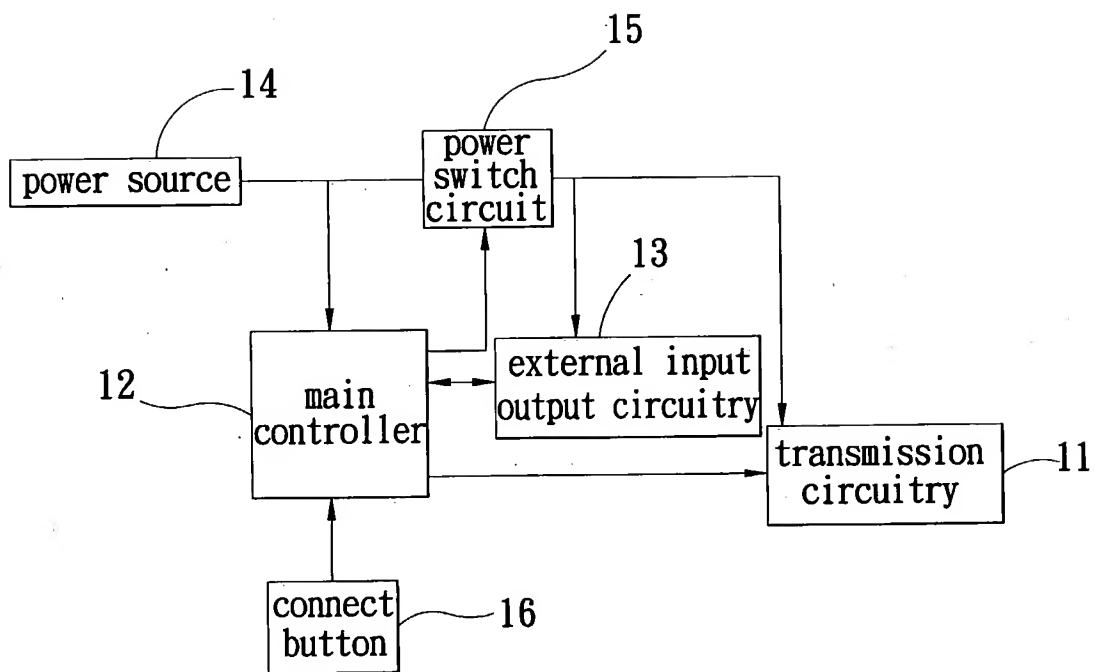 15
14
power
switch
circuit
power source
13
external input
output circuitry
12
main
controller
transmission
circuitry
11
connect
button
16